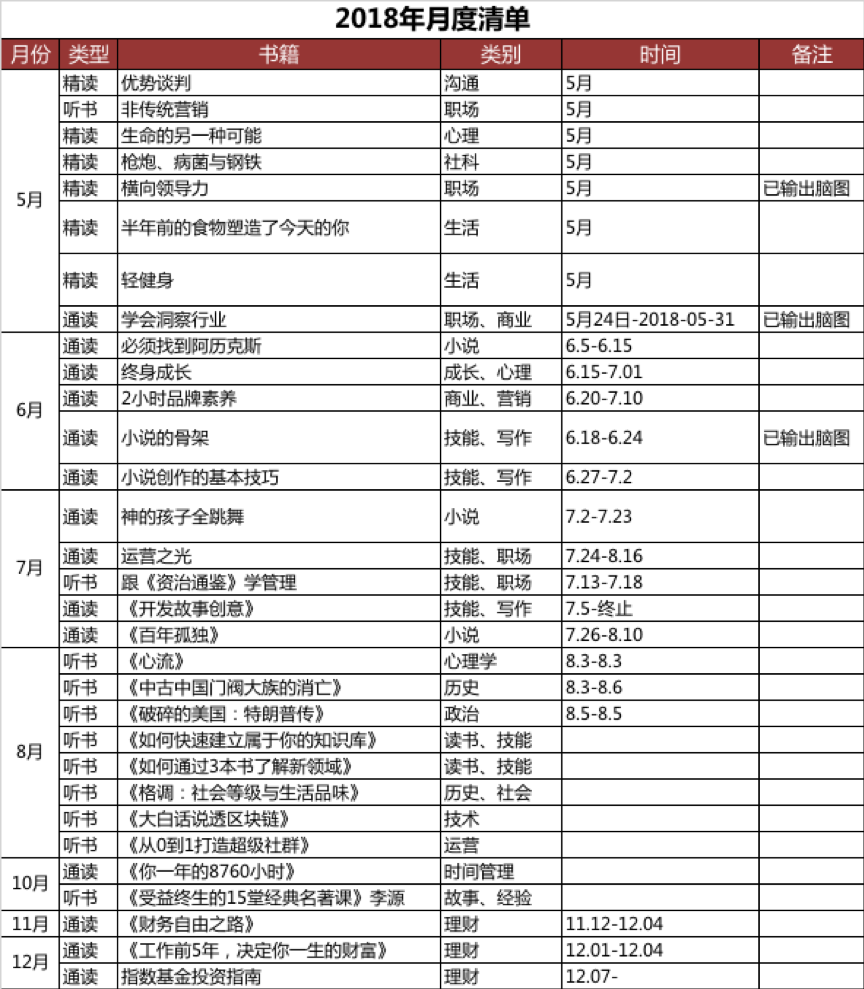 2018年月度清单
月份 类型 书籍 类别 时间 备注
5月
精读 优势谈判 沟通 5月
听书 非传统营销 职场 5月
精读 生命的另一种可能 心理 5月
精读 枪炮、病菌与钢铁 社科 5月
精读 横向领导力 职场 5月 已输出脑图
精读 半年前的食物塑造了今天的你 生活 5月
精读 轻健身 生活 5月
通读 学会洞察行业 职场、商业 5月24日-2018-05-31 已输出脑图
6月
通读 必须找到阿历克斯 小说 6.5-6.15
通读 终身成长 成长、心理 6.15-7.01
通读 2小时品牌素养 商业、营销 6.20-7.10
通读 小说的骨架 技能、写作 6.18-6.24 已输出脑图
通读 小说创作的基本技巧 技能、写作 6.27-7.2
7月
通读 神的孩子全跳舞 小说 7.2-7.23
通读 运营之光 技能、职场 7.24-8.16
听书 跟《资治通鉴》学管理 技能、职场 7.13-7.18
通读 《开发故事创意》 技能、写作 7.5-终止
通读 《百年孤独》 小说 7.26-8.10
8月
听书 《心流》 心理学 8.3-8.3
听书 《中古中国门阀大族的消亡》 历史 8.3-8.6
听书 《破碎的美国：特朗普传》 政治 8.5-8.5
听书 《如何快速建立属于你的知识库》 读书、技能
听书 《如何通过3本书了解新领域》 读书、技能
听书 《格调：社会等级与生活品味》 历史、社会
听书 《大白话说透区块链》 技术
听书 《从0到1打造超级社群》 运营
10月
通读 《你一年的8760小时》 时间管理
听书 《受益终生的15堂经典名著课》李源 故事、经验
11月 通读 《财务自由之路》 理财 11.12-12.04
12月
通读 《工作前5年，决定你一生的财富》 理财 12.01-12.04
通读 指数基金投资指南 理财 12.07-